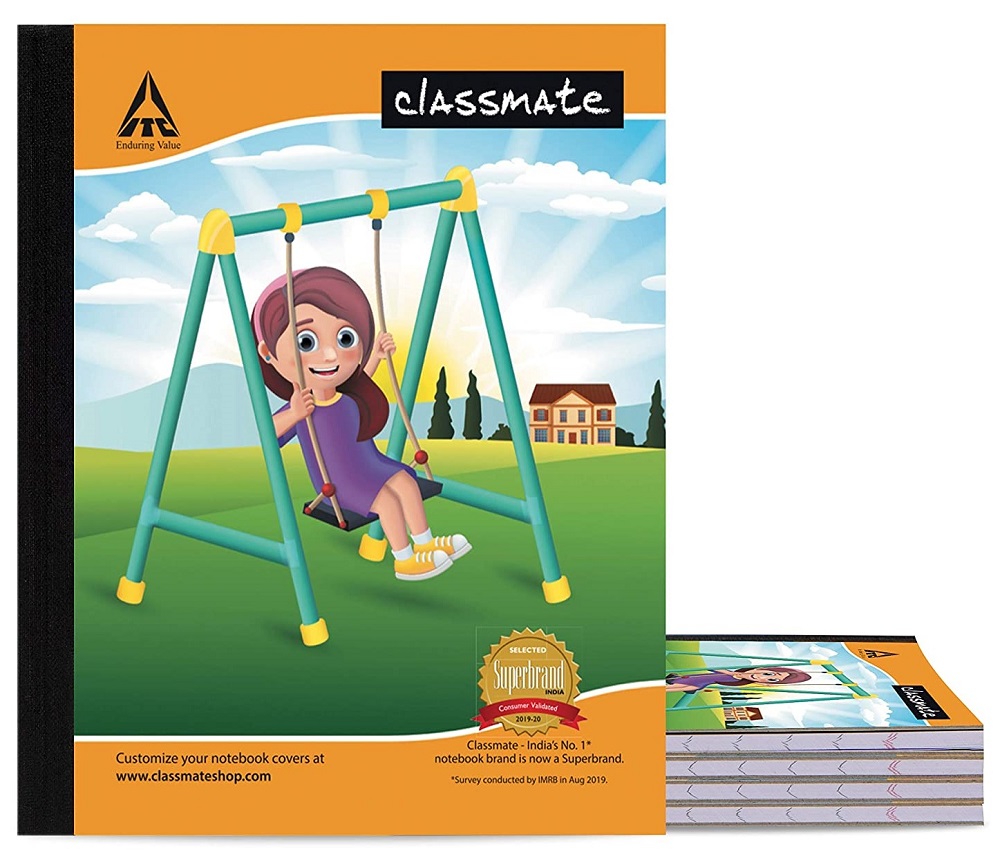 ITC
Enduring Value
classmate
SELECTED
Superbrand
INDIA
Consumer Validated
2019-20
Customize your notebook covers at
www.classmateshop.com
Classmate - India's No. 1*
notebook brand is now a Superbrand.
*Survey conducted by IMRB in Aug 2019.
ITC
classmate